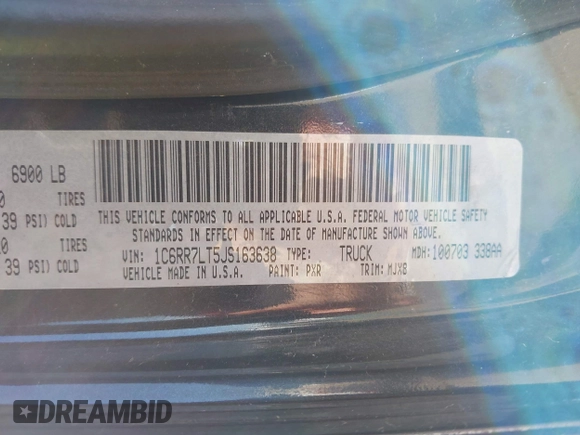 6900 LB
0 TIRES
39 PSI) COLD
20 TIRES
39 PSI) COLD
THIS VEHICLE CONFORMS TO ALL APPLICABLE U.S.A. FEDERAL MOTOR VEHICLE SAFETY
STANDARDS IN EFFECT ON THE DATE OF MANUFACTURE SHOWN ABOVE.
VIN: 1C6RR7LT5JS163638 TYPE: TRUCK MDH: 100703 338AA
VEHICLE MADE IN U.S.A. PAINT: PXR TRIM: MJX8
DREAMBID